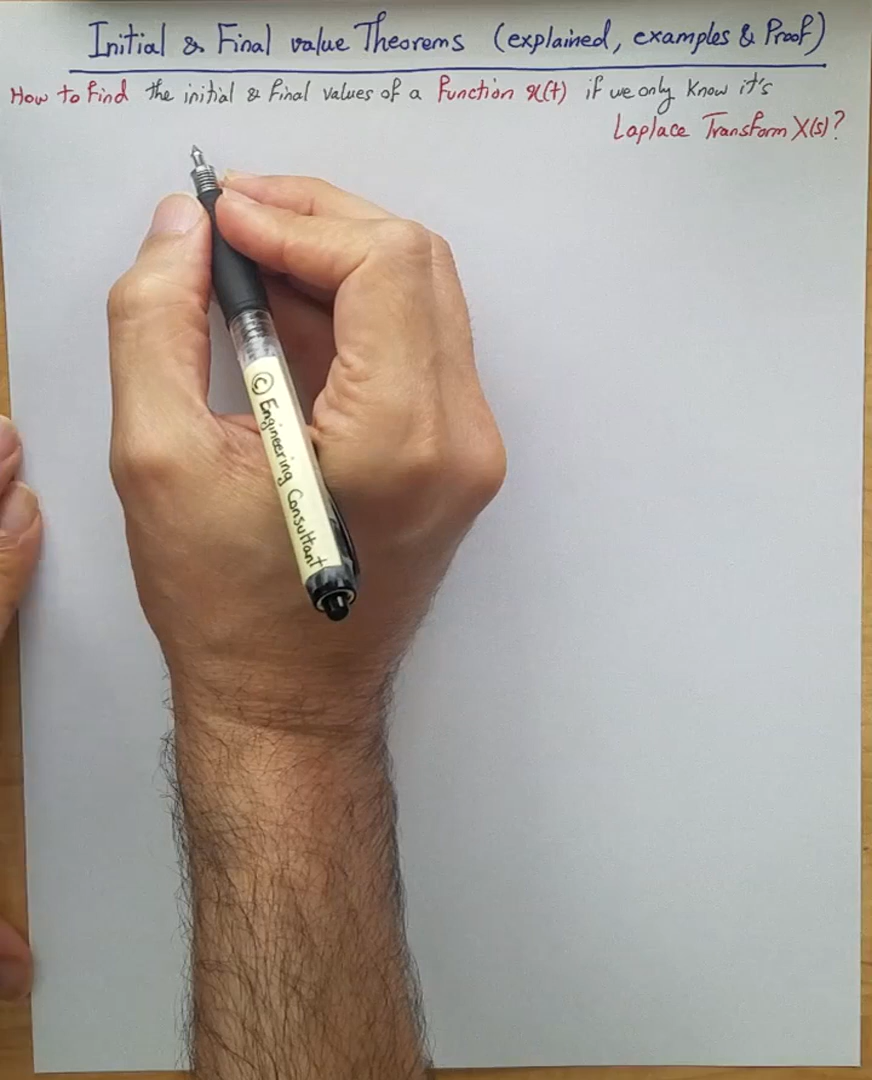 Initial & Final value Theorems (explained, examples & Proof)
How to find the initial & final values of a function x(t) if we only know it's
Laplace Transform X(s)?
© Engineering Consultant